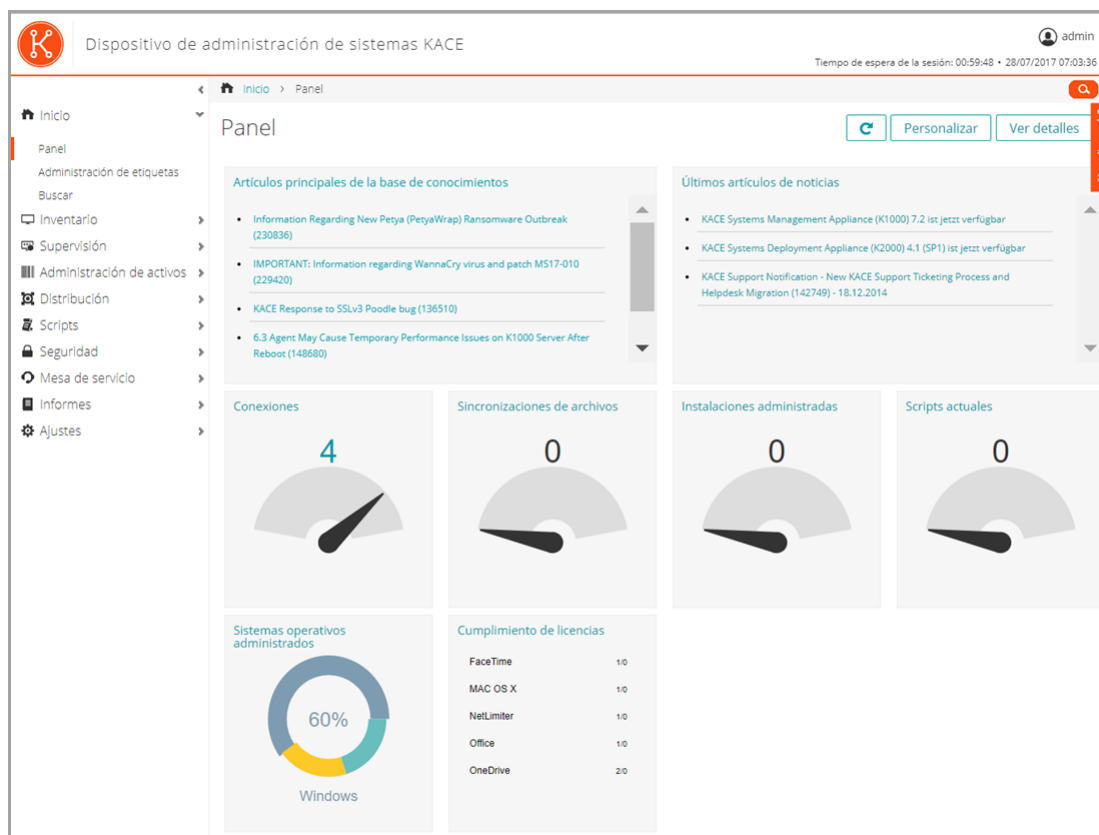 Dispositivo de administración de sistemas KACE
admin
Tiempo de espera de la sesión: 00:59:48 • 28/07/2017 07:03:36
Inicio > Panel
Inicio
Panel
Administración de etiquetas
Buscar
Inventario
Supervisión
Administración de activos
Distribución
Scripts
Seguridad
Mesa de servicio
Informes
Ajustes
Panel
Personalizar
Ver detalles
Artículos principales de la base de conocimientos
Information Regarding New Petya (PetyaWrap) Ransomware Outbreak
(230836)
IMPORTANT: Information regarding WannaCry virus and patch MS17-010
(229420)
KACE Response to SSLv3 Poodle bug (136510)
6.3 Agent May Cause Temporary Performance Issues on K1000 Server After
Reboot (148680)
Últimos artículos de noticias
KACE Systems Management Appliance (K1000) 7.2 ist jetzt verfügbar
KACE Systems Deployment Appliance (K2000) 4.1 (SP1) ist jetzt verfügbar
KACE Support Notification - New KACE Support Ticketing Process and
Helpdesk Migration (142749) - 18.12.2014
Conexiones
4
Sincronizaciones de archivos
0
Instalaciones administradas
0
Scripts actuales
0
Sistemas operativos
administrados
60%
Windows
Cumplimiento de licencias
FaceTime 1/0
MAC OS X 1/0
NetLimiter 1/0
Office 1/0
OneDrive 2/0